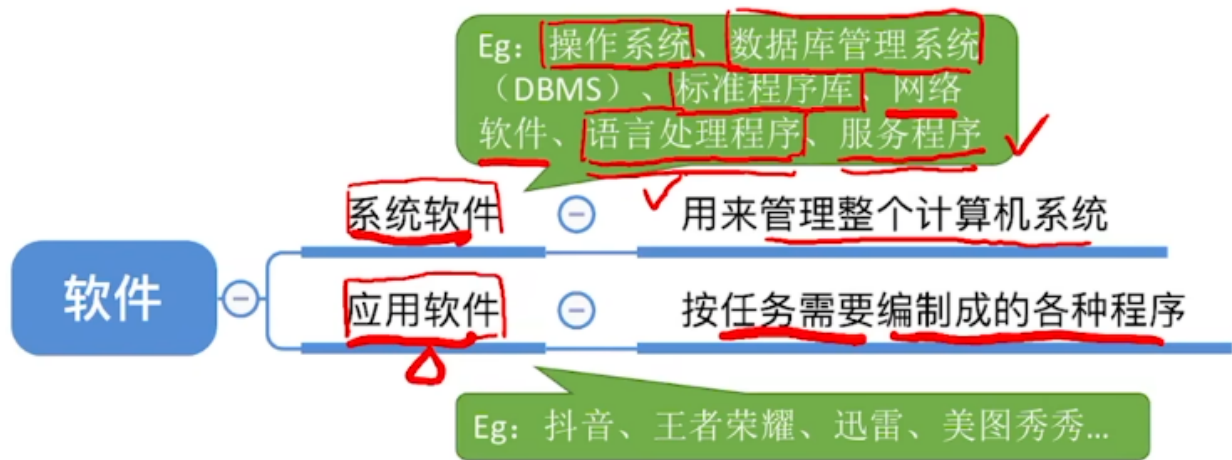 Eg：操作系统、数据库管理系统
（DBMS）、标准程序库、网络
软件、语言处理程序、服务程序
系统软件
用来管理整个计算机系统
软件
应用软件
按任务需要编制成的各种程序
Eg：抖音、王者荣耀、迅雷、美图秀秀...